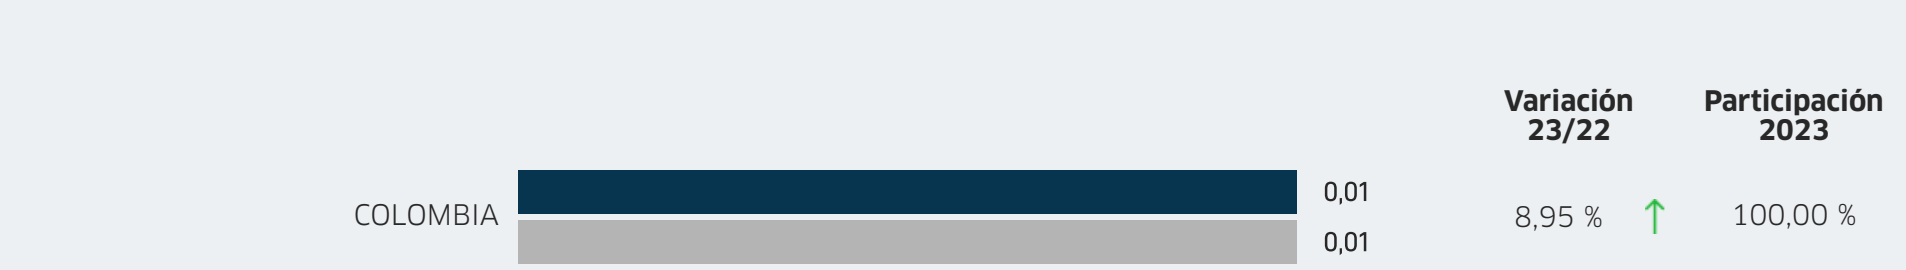 Variación Participación
23/22 2023
0,01
COLOMBIA 8,95 % 100,00 %
0,01